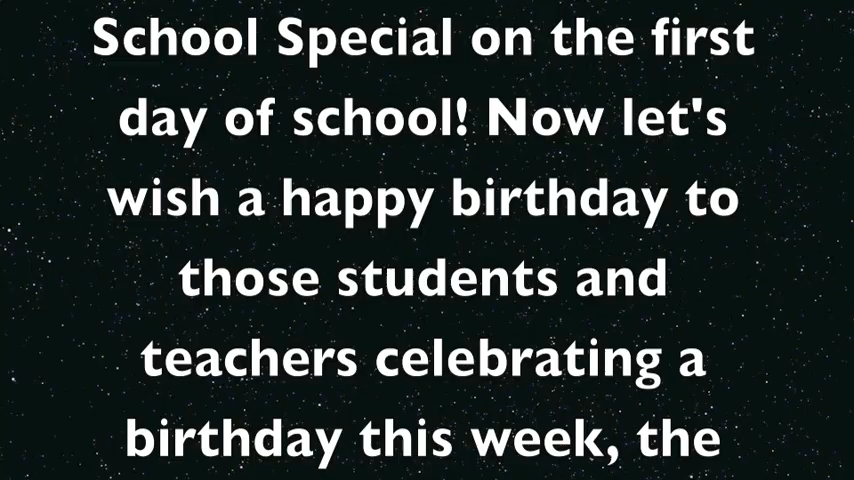 School Special on the first
day of school! Now let's
wish a happy birthday to
those students and
teachers celebrating a
birthday this week, the